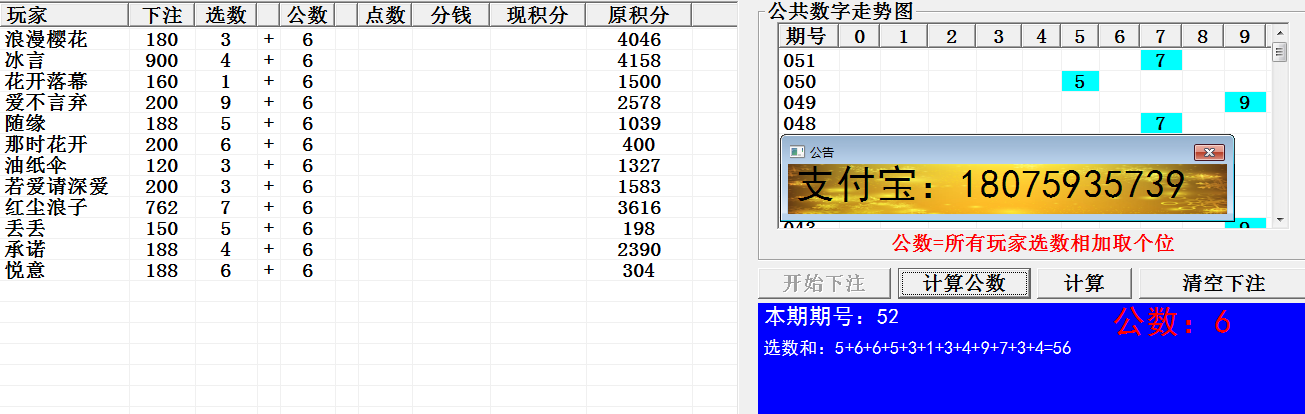 玩家 下注 选数 公数 点数 分钱 现积分 原积分
浪漫樱花 180 3 + 6 4046
冰言 900 4 + 6 4158
花开落幕 160 1 + 6 1500
爱不言弃 200 9 + 6 2578
随缘 188 5 + 6 1039
那时花开 200 6 + 6 400
油纸伞 120 3 + 6 1327
若爱请深爱 200 3 + 6 1583
红尘浪子 762 7 + 6 3616
丢丢 150 5 + 6 198
承诺 188 4 + 6 2390
悦意 188 6 + 6 304
公共数字走势图
期号 0 1 2 3 4 5 6 7 8 9
051 7
050 5
049 9
048 7
公告
支付宝：18075935739
公数=所有玩家选数相加取个位
开始下注 计算公数 计算 清空下注
本期期号：52
公数：6
选数和：5+6+6+5+3+1+3+4+9+7+3+4=56